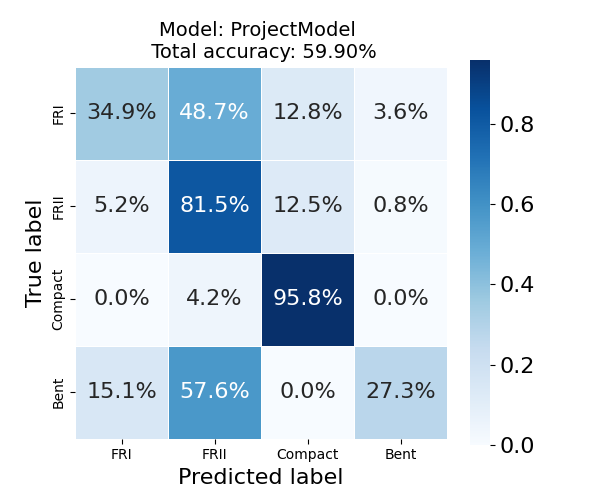 Model: ProjectModel
Total accuracy: 59.90%
True label
FRI
34.9% 48.7% 12.8% 3.6%
FRII
5.2% 81.5% 12.5% 0.8%
Compact
0.0% 4.2% 95.8% 0.0%
Bent
15.1% 57.6% 0.0% 27.3%
FRI FRII Compact Bent
Predicted label
0.8
0.6
0.4
0.2
0.0